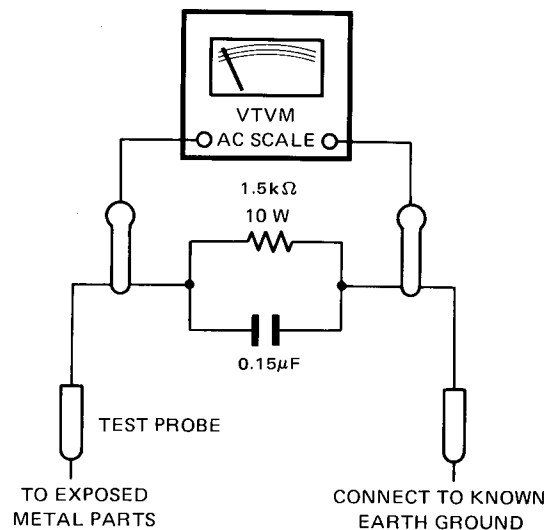 VTVM
AC SCALE
1.5kΩ
10 W
0.15µF
TEST PROBE
TO EXPOSED
METAL PARTS
CONNECT TO KNOWN
EARTH GROUND